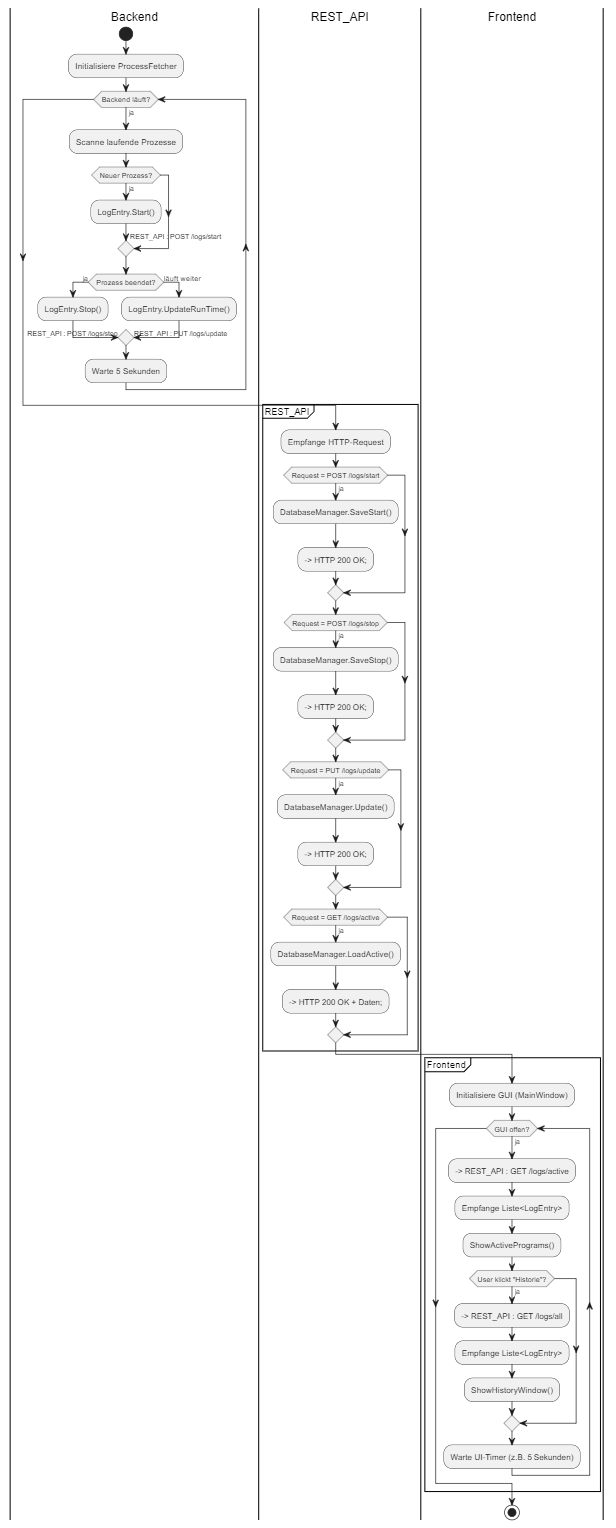 Backend
REST_API
Frontend
Initialisiere ProcessFetcher
Backend läuft?
ja
Scanne laufende Prozesse
Neuer Prozess?
ja
LogEntry.Start()
REST_API : POST /logs/start
Prozess beendet?
ja
läuft weiter
LogEntry.Stop()
LogEntry.UpdateRunTime()
REST_API : POST /logs/stop
REST_API : PUT /logs/update
Warte 5 Sekunden
REST_API
Empfange HTTP-Request
Request = POST /logs/start
ja
DatabaseManager.SaveStart()
-> HTTP 200 OK;
Request = POST /logs/stop
ja
DatabaseManager.SaveStop()
-> HTTP 200 OK;
Request = PUT /logs/update
ja
DatabaseManager.Update()
-> HTTP 200 OK;
Request = GET /logs/active
ja
DatabaseManager.LoadActive()
-> HTTP 200 OK + Daten;
Frontend
Initialisiere GUI (MainWindow)
GUI offen?
ja
-> REST_API : GET /logs/active
Empfange Liste<LogEntry>
ShowActivePrograms()
User klickt "Historie"?
ja
-> REST_API : GET /logs/all
Empfange Liste<LogEntry>
ShowHistoryWindow()
Warte UI-Timer (z.B. 5 Sekunden)